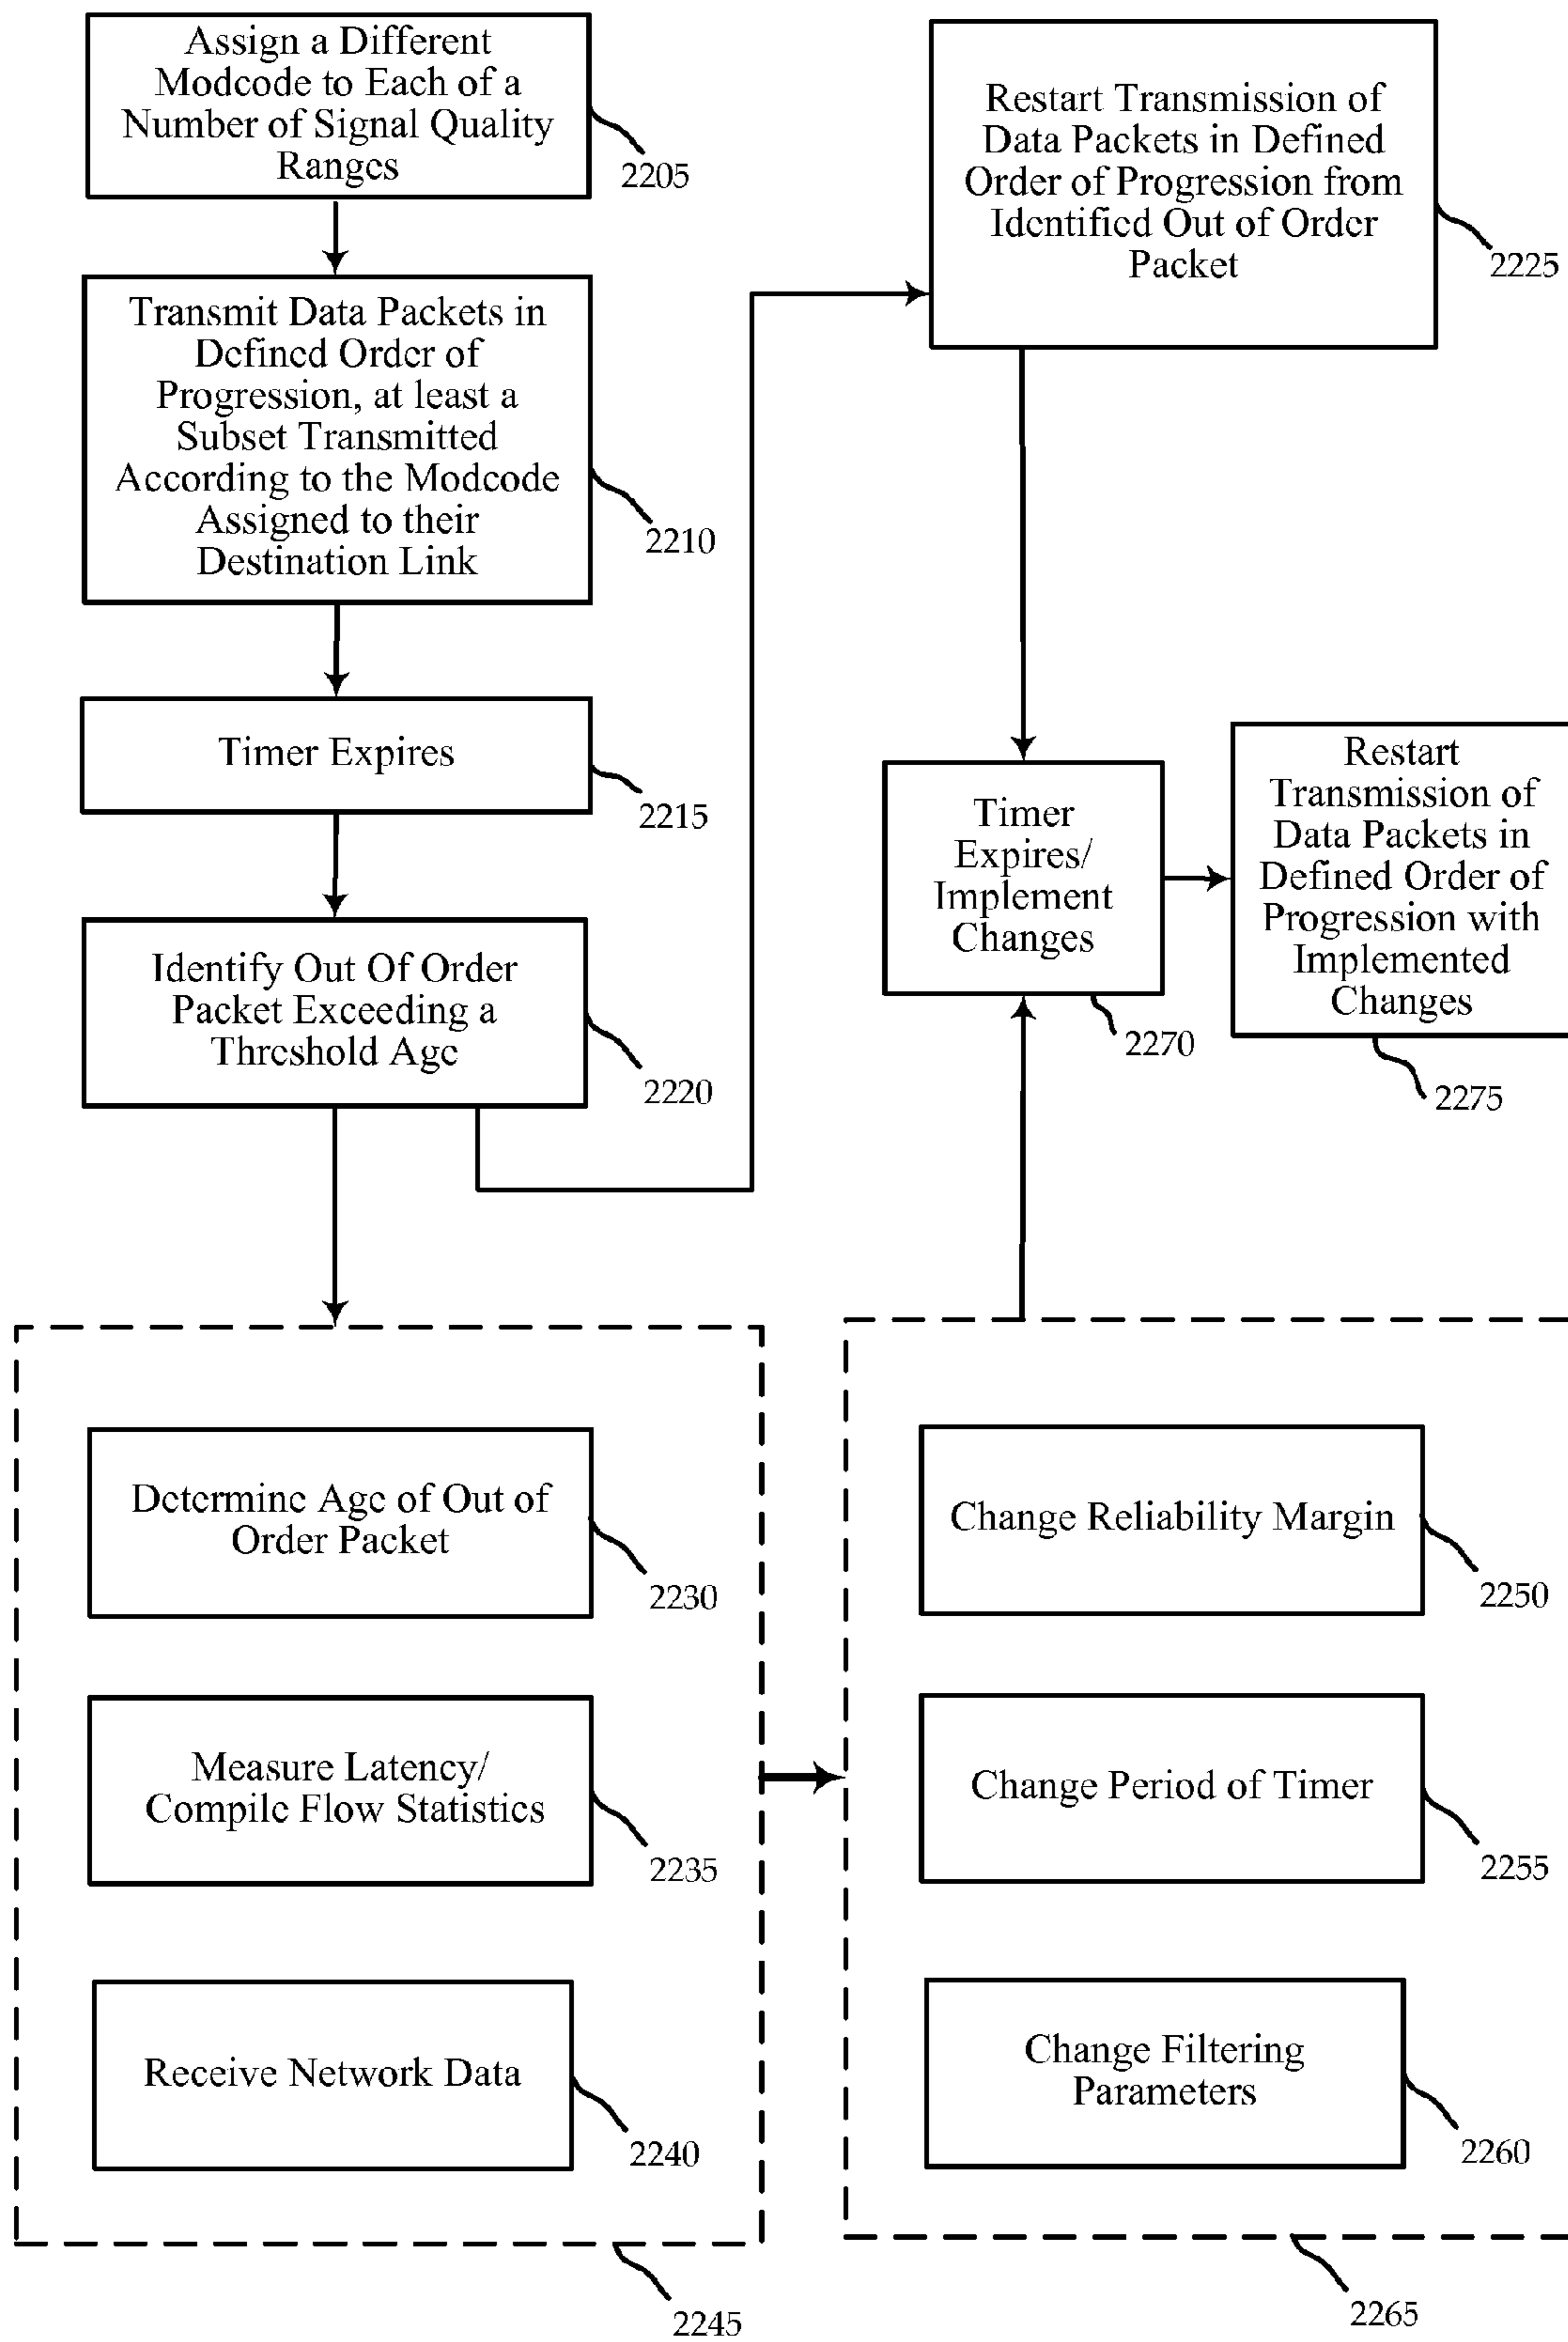 Assign a Different
Modcode to Each of a
Number of Signal Quality
Ranges
2205
Transmit Data Packets in
Defined Order of
Progression, at least a
Subset Transmitted
According to the Modcode
Assigned to their
Destination Link
2210
Timer Expires
2215
Identify Out Of Order
Packet Exceeding a
Threshold Age
2220
Restart Transmission of
Data Packets in Defined
Order of Progression from
Identified Out of Order
Packet
2225
Timer
Expires/
Implement
Changes
2270
Restart
Transmission of
Data Packets in
Defined Order of
Progression with
Implemented
Changes
2275
Determine Age of Out of
Order Packet
2230
Measure Latency/
Compile Flow Statistics
2235
Receive Network Data
2240
2245
Change Reliability Margin
2250
Change Period of Timer
2255
Change Filtering
Parameters
2260
2265